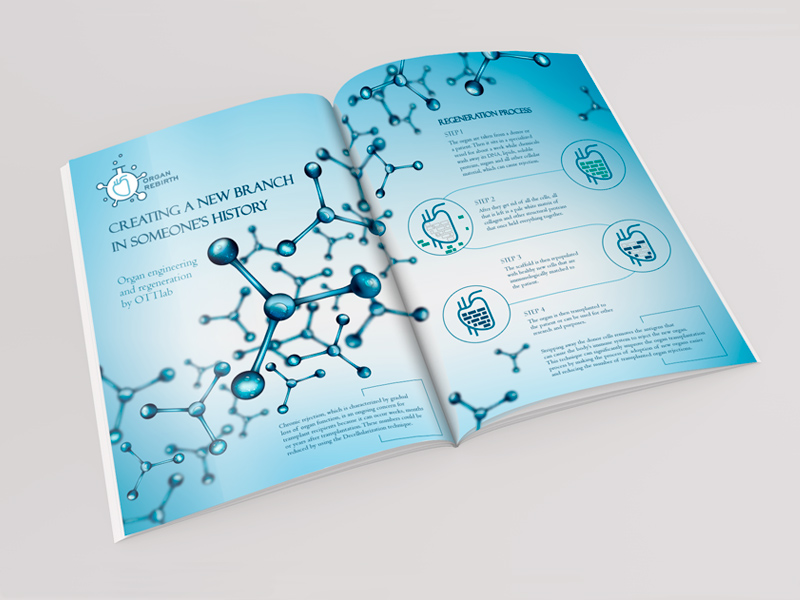 ORGAN
REBIRTH
CREATING A NEW BRANCH
IN SOMEONE'S HISTORY
Organ engineering
and regeneration
by OTTlab
Chronic rejection, which is characterized by gradual
loss of organ function, is an ongoing concern for
transplant recipients because it can occur weeks, months
or years after transplantation. These numbers could be
reduced by using the Decellularization technique.
REGENERATION PROCESS
STEP 1
The organ are taken from a donor or
a patient. Then it sits in a specialized
vessel for about a week while chemicals
wash away its DNA, lipids, soluble
proteins, sugars and all other cellular
material, which can cause rejection.
STEP 2
After they get rid of all the cells, all
that is left is a pale white matrix of
collagen and other structural proteins
that once held everything together.
STEP 3
The scaffold is then repopulated
with healthy new cells that are
immunologically matched to
the patient.
STEP 4
The organ is then transplanted to
the patient or can be used for other
research and purposes.
Stripping away the donor cells removes the antigens that
can cause the body's immune system to reject the new organ.
This technique can significantly improve the organ transplantation
process by making the process of adoption of new organs easier
and reducing the number of transplanted organ rejections.